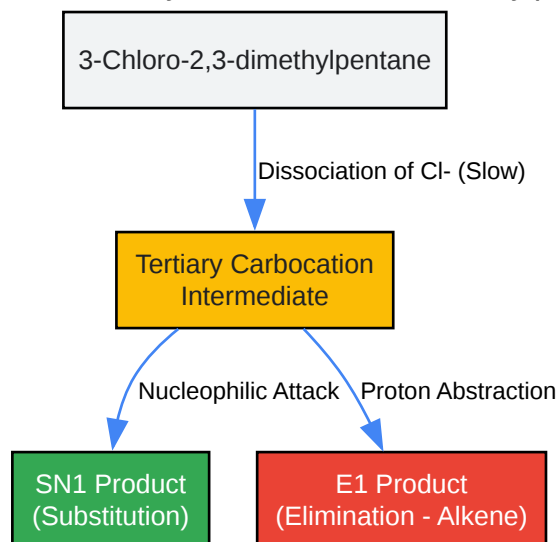 3-Chloro-2,3-dimethylpentane
Dissociation of Cl- (Slow)
Tertiary Carbocation
Intermediate
Nucleophilic Attack
Proton Abstraction
SN1 Product
(Substitution)
E1 Product
(Elimination - Alkene)